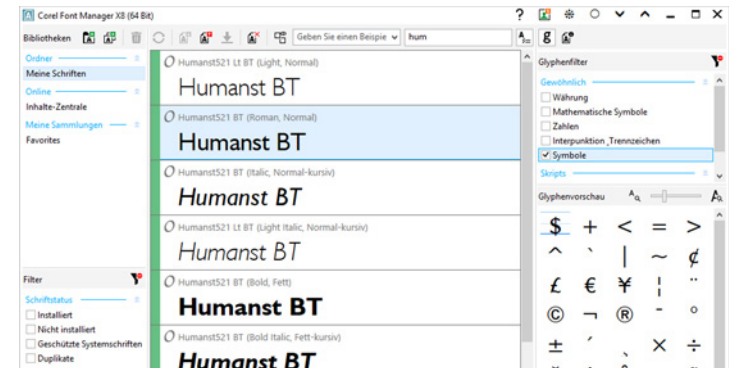 Corel Font Manager X8 (64 Bit)
Bibliotheken
Geben Sie einen Beispie
hum
Ordner
Meine Schriften
Online
Inhalte-Zentrale
Meine Sammlungen
Favorites
Filter
Schriftstatus
Installiert
Nicht installiert
Geschützte Systemschriften
Duplikate
Humanst521 Lt BT (Light, Normal)
Humanst BT
Humanst521 BT (Roman, Normal)
Humanst BT
Humanst521 BT (Italic, Normal-kursiv)
Humanst BT
Humanst521 Lt BT (Light Italic, Normal-kursiv)
Humanst BT
Humanst521 BT (Bold, Fett)
Humanst BT
Humanst521 BT (Bold Italic, Fett-kursiv)
Humanst BT
Glyphenfilter
Gewöhnlich
Währung
Mathematische Symbole
Zahlen
Interpunktion ,Trennzeichen
Symbole
Skripts
Glyphenvorschau
$ + < = >
^ ` | ~ ¢
£ € ¥ ¦ ¨
© ¬ ® ¯ °
± ´ ¸ × ÷